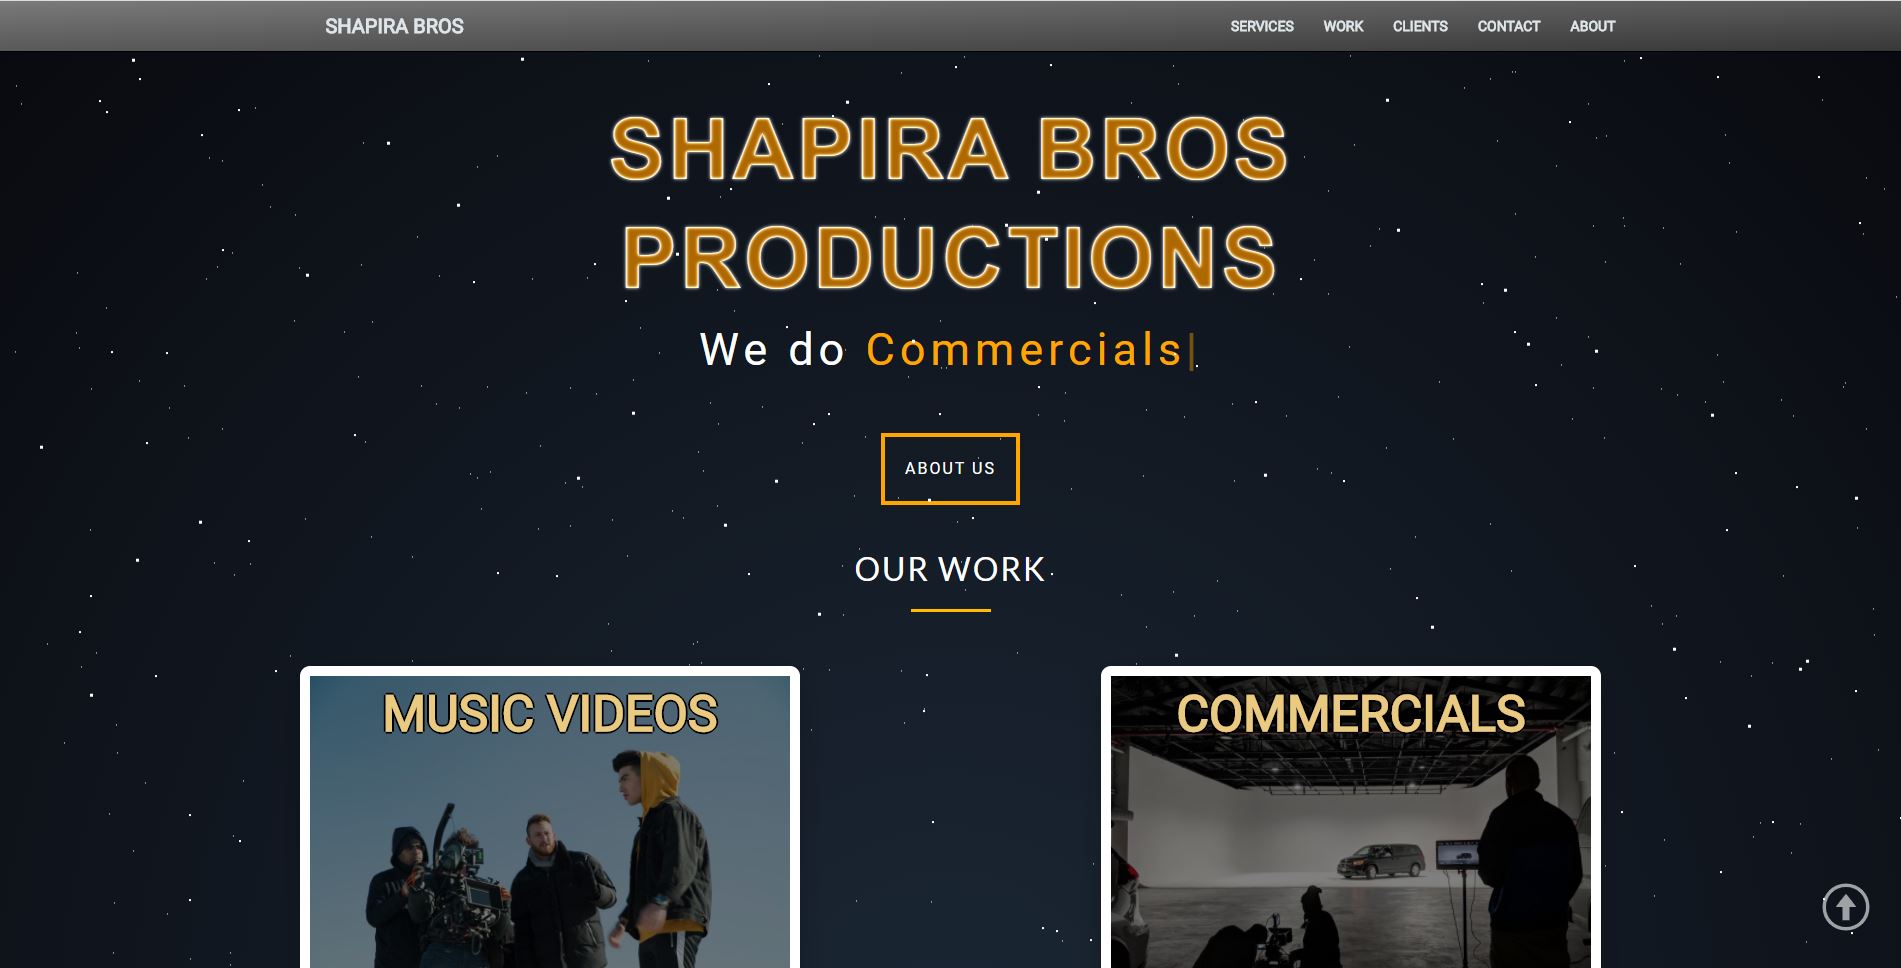 SHAPIRA BROS
SERVICES WORK CLIENTS CONTACT ABOUT
SHAPIRA BROS
PRODUCTIONS
We do Commercials|
ABOUT US
OUR WORK
MUSIC VIDEOS
COMMERCIALS